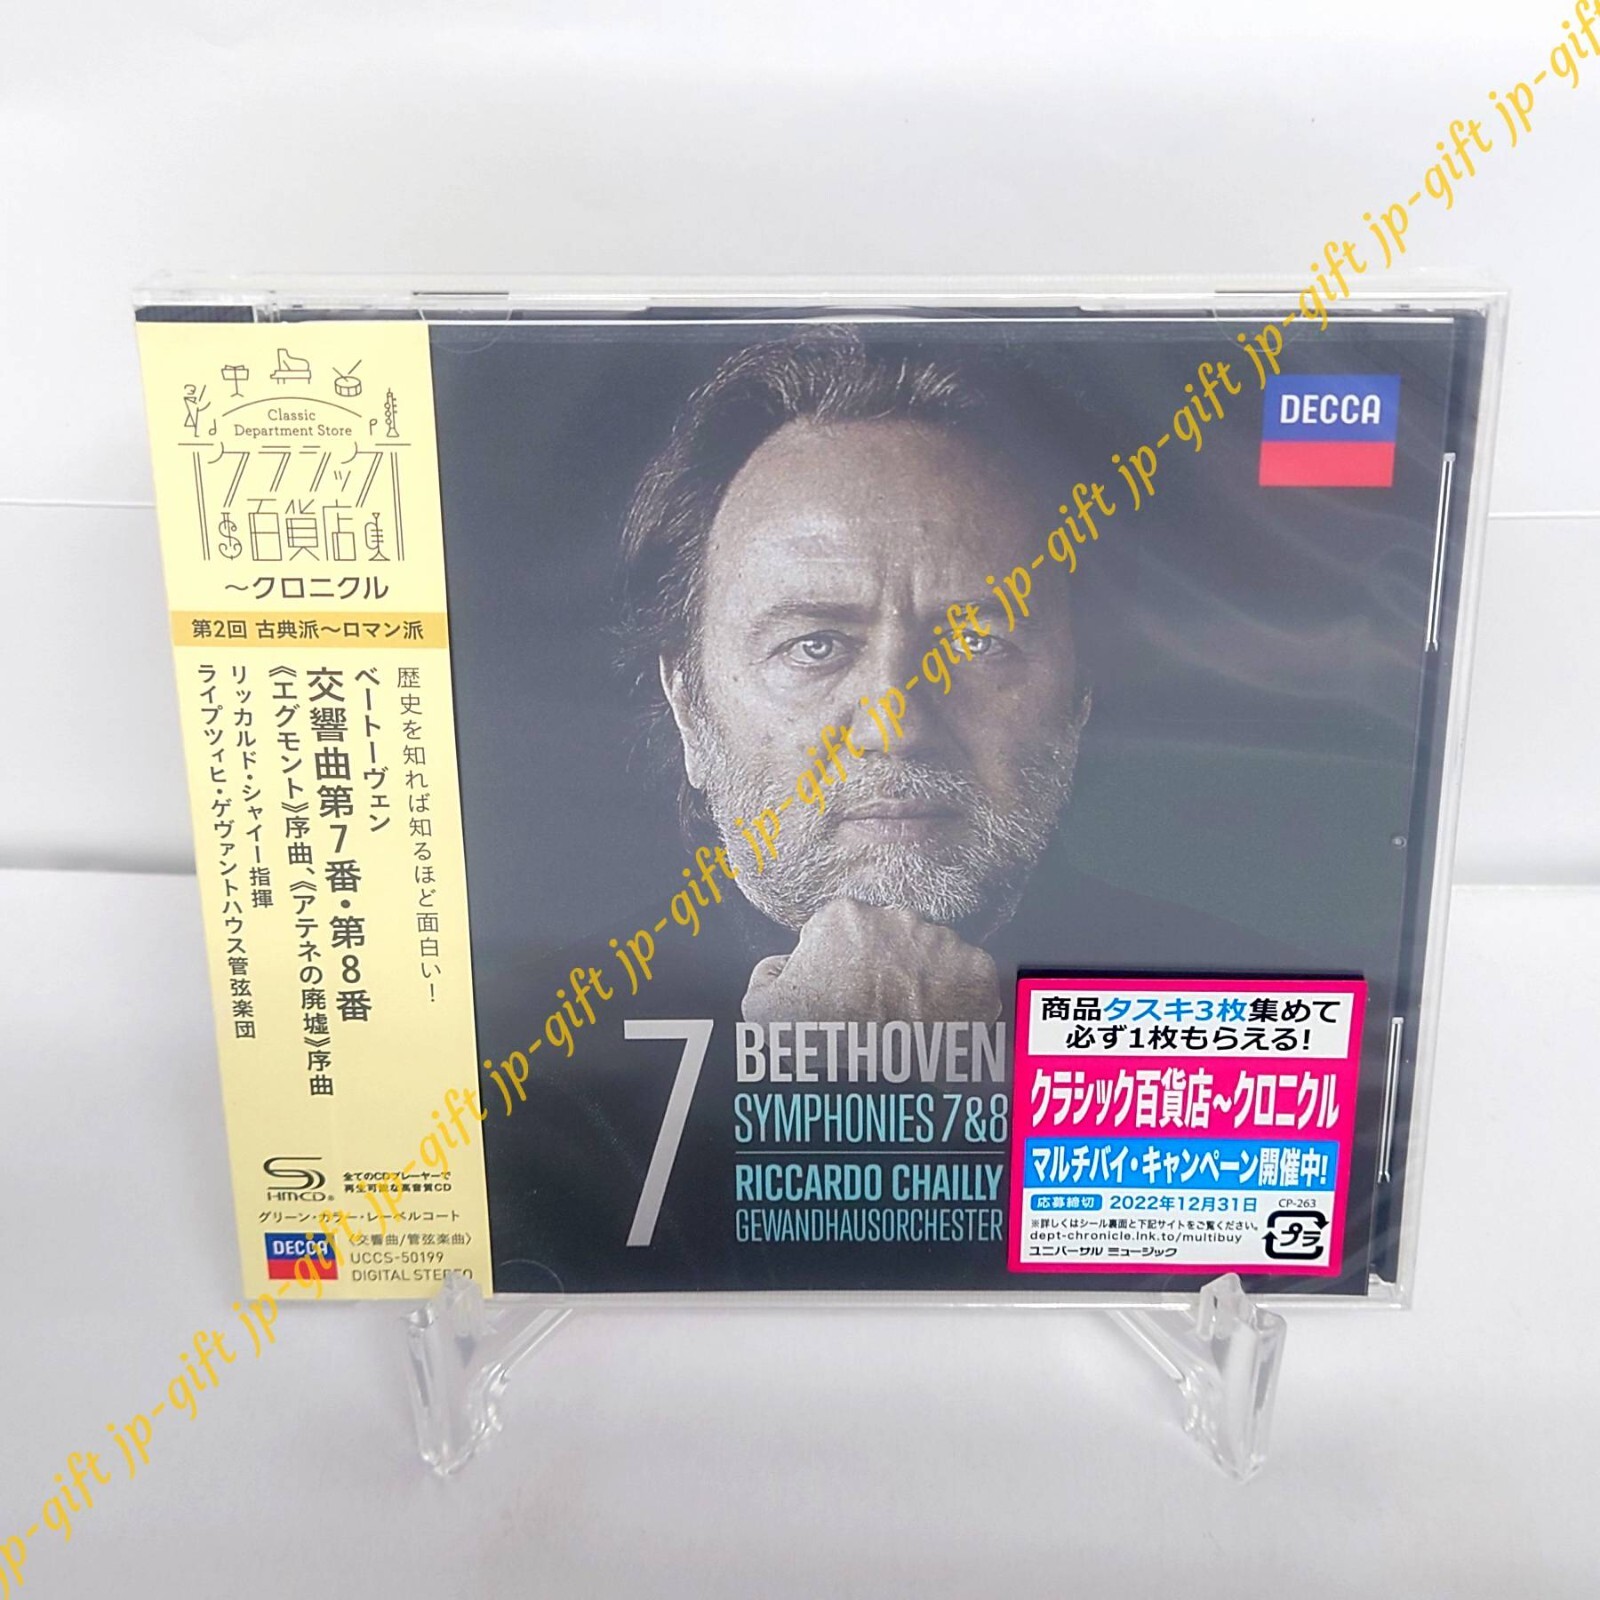 Classic
Department Store
クラシック
百貨店
～クロニクル
第2回 古典派～ロマン派
歴史を知れば知るほど面白い！
ベートーヴェン
交響曲第7番・第8番
《エグモント》序曲、《アテネの廃墟》序曲
リッカルド・シャイー指揮
ライプツィヒ・ゲヴァントハウス管弦楽団
SHM-CD®
全てのCDプレーヤーで
再生可能な高音質CD
グリーン・カラー・レーベルコート
DECCA
〈交響曲/管弦楽曲〉
UCCS-50199
DIGITAL STEREO
DECCA
7
BEETHOVEN
SYMPHONIES 7&8
RICCARDO CHAILLY
GEWANDHAUSORCHESTER
商品タスキ3枚集めて
必ず1枚もらえる！
クラシック百貨店～クロニクル
マルチバイ・キャンペーン開催中！
応募締切 2022年12月31日
CP-263
※詳しくはシール裏面と下記サイトをご覧ください。
dept-chronicle.lnk.to/multibuy
ユニバーサル ミュージック
プラ
jp-gift jp-gift jp-gift jp-gift jp-gift jp-gift jp-gift jp-gift jp-gift jp-gift jp-gift jp-gift jp-gift jp-gift